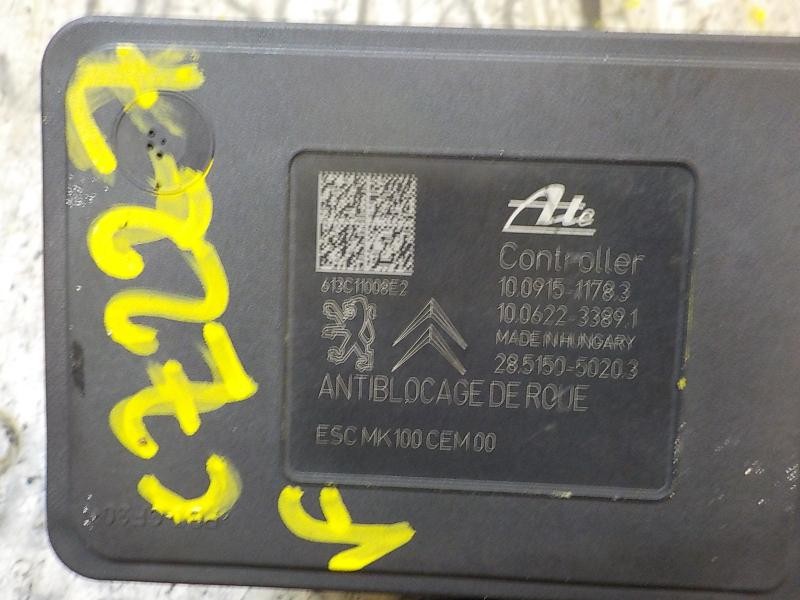 Ate
Controller
10.0915-1178.3
10.0622-3389.1
MADE IN HUNGARY
28.5150-5020.3
613C11008E2
ANTIBLOCAGE DE ROUE
ESC MK100 CEM 00